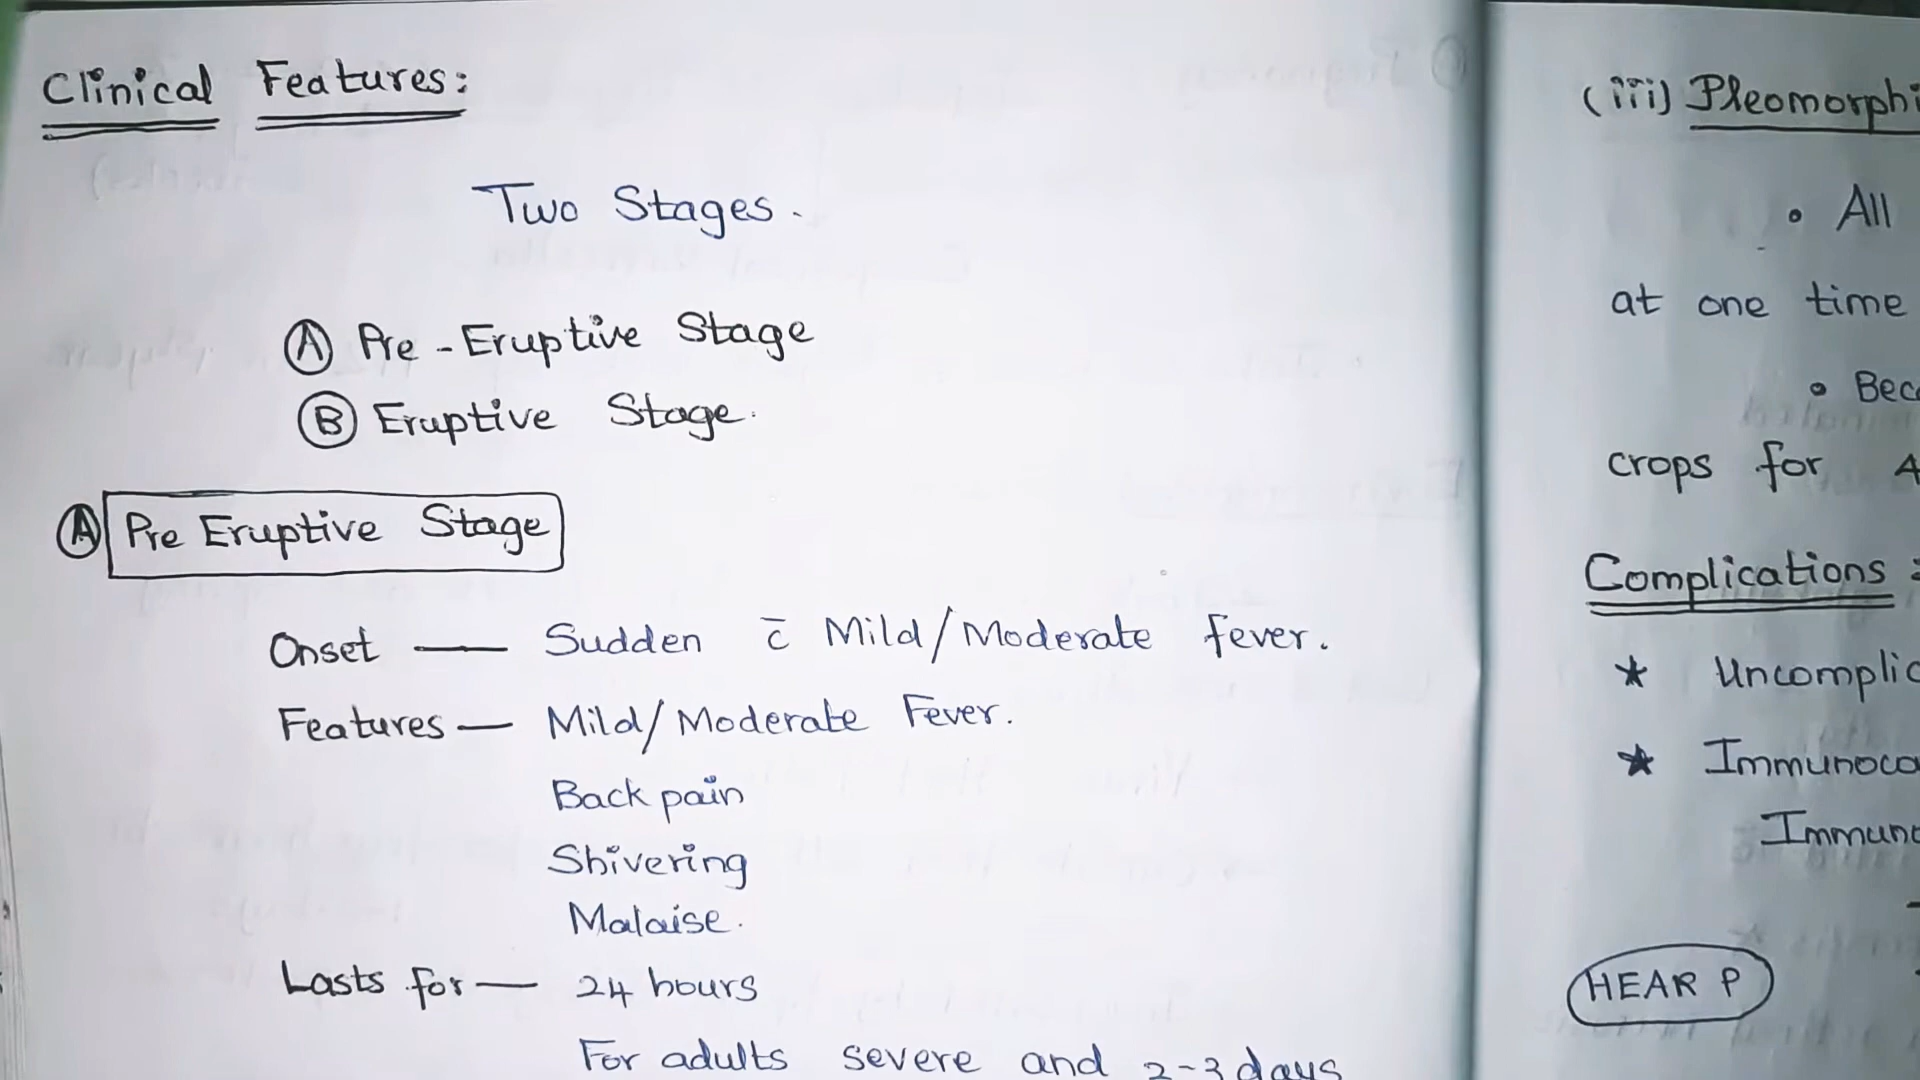 Clinical Features:
Two Stages.
Ⓐ Pre-Eruptive Stage
Ⓑ Eruptive Stage.
Ⓐ Pre Eruptive Stage
Onset — Sudden c̄ Mild/Moderate fever.
Features — Mild/Moderate Fever.
Back pain
Shivering
Malaise.
Lasts for — 24 hours
For adults severe and 2-3 days
(iii) Pleomorphi
• All
at one time
• Bec
crops for 4
Complications :
★ Uncomplic
★ Immunoco
Immuno
HEAR P